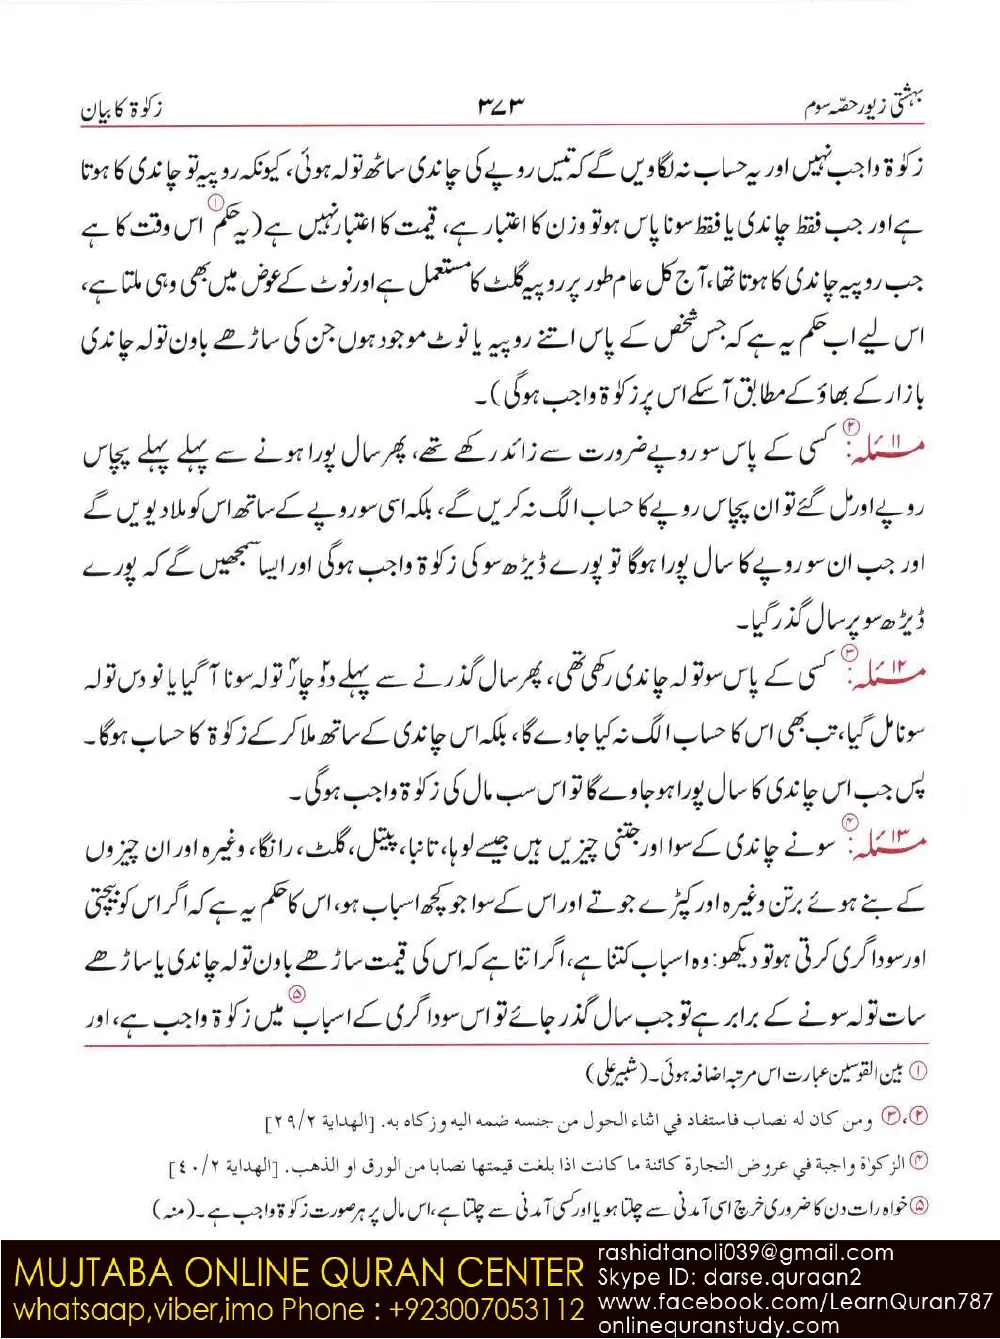 بہشتی زیور حصّہ سوم ۳۷۳ زکوٰۃ کا بیان
زکوٰۃ واجب نہیں اور یہ حساب نہ لگاویں گے کہ تیس روپے کی چاندی ساٹھ تولہ ہوئی، کیونکہ روپیہ تو چاندی کا ہوتا
ہے اور جب فقط چاندی یا فقط سونا پاس ہو تو وزن کا اعتبار ہے، قیمت کا اعتبار نہیں ہے (یہ حکم ① اس وقت کا ہے
جب روپیہ چاندی کا ہوتا تھا، آج کل عام طور پر روپیہ گلٹ کا مستعمل ہے اور نوٹ کے عوض میں بھی وہی ملتا ہے،
اس لیے اب حکم یہ ہے کہ جس شخص کے پاس اتنے روپیہ یا نوٹ موجود ہوں جن کی ساڑھے باون تولہ چاندی
بازار کے بھاؤ کے مطابق آسکے اس پر زکوٰۃ واجب ہوگی)۔
مسئلہ ۱۱: ② کسی کے پاس سو روپے ضرورت سے زائد رکھے تھے، پھر سال پورا ہونے سے پہلے پہلے پچاس
روپے اور مل گئے تو ان پچاس روپے کا حساب الگ نہ کریں گے، بلکہ اسی سو روپے کے ساتھ اس کو ملا دیویں گے
اور جب ان سو روپے کا سال پورا ہوگا تو پورے ڈیڑھ سو کی زکوٰۃ واجب ہوگی اور ایسا سمجھیں گے کہ پورے
ڈیڑھ سو پر سال گذر گیا۔
مسئلہ ۱۲: ③ کسی کے پاس سو تولہ چاندی رکھی تھی، پھر سال گذرنے سے پہلے دو۲ چار۴ تولہ سونا آگیا یا نو دس تولہ
سونا مل گیا، تب بھی اس کا حساب الگ نہ کیا جاوے گا، بلکہ اس چاندی کے ساتھ ملا کر کے زکوٰۃ کا حساب ہوگا۔
پس جب اس چاندی کا سال پورا ہو جاوے گا تو اس سب مال کی زکوٰۃ واجب ہوگی۔
مسئلہ ۱۳: ④ سونے چاندی کے سوا اور جتنی چیزیں ہیں جیسے لوہا، تانبا، پیتل، گلٹ، رانگا، وغیرہ اور ان چیزوں
کے بنے ہوئے برتن وغیرہ اور کپڑے جوتے اور اس کے سوا جو کچھ اسباب ہو، اس کا حکم یہ ہے کہ اگر اس کو بیچتی
اور سوداگری کرتی ہو تو دیکھو: وہ اسباب کتنا ہے، اگر اتنا ہے کہ اس کی قیمت ساڑھے باون تولہ چاندی یا ساڑھے
سات تولہ سونے کے برابر ہے تو جب سال گذر جائے تو اس سوداگری کے اسباب ⑤ میں زکوٰۃ واجب ہے، اور
① بین القوسین عبارت اس مرتبہ اضافہ ہوئی۔ (شبیر علی)
②،③ ومن كان له نصاب فاستفاد في اثناء الحول من جنسه ضمه اليه وزكاه به. [الهداية ٢/٢٩]
④ الزكوٰة واجبة في عروض التجارة كائنة ما كانت اذا بلغت قيمتها نصابا من الورق او الذهب. [الهداية ٢/٤٠]
⑤ خواہ رات دن کا ضروری خرچ اسی آمدنی سے چلتا ہو یا اور کسی آمدنی سے چلتا ہے، اس مال پر ہر صورت زکوٰۃ واجب ہے۔ (منہ)
MUJTABA ONLINE QURAN CENTER
whatsaap,viber,imo Phone : +923007053112
rashidtanoli039@gmail.com
Skype ID: darse.quraan2
www.facebook.com/LearnQuran787
onlinequranstudy.com